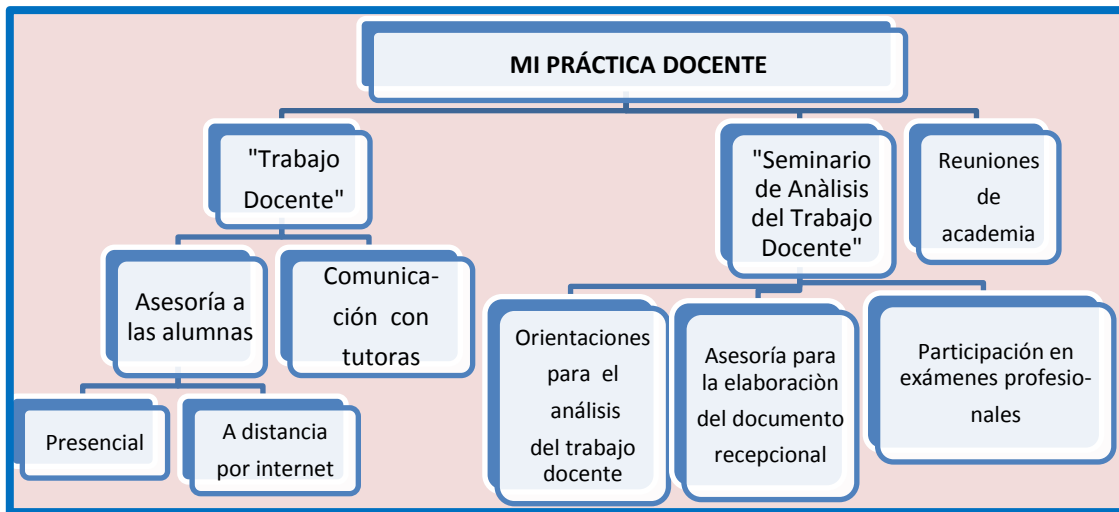 MI PRÁCTICA DOCENTE
"Trabajo
Docente"
"Seminario
de Anàlisis
del Trabajo
Docente"
Reuniones
de
academia
Asesoría a
las alumnas
Comunica-
ción con
tutoras
Orientaciones
para el
análisis
del trabajo
docente
Asesoría para
la elaboraciòn
del documento
recepcional
Participación en
exámenes profesio-
nales
Presencial
A distancia
por internet